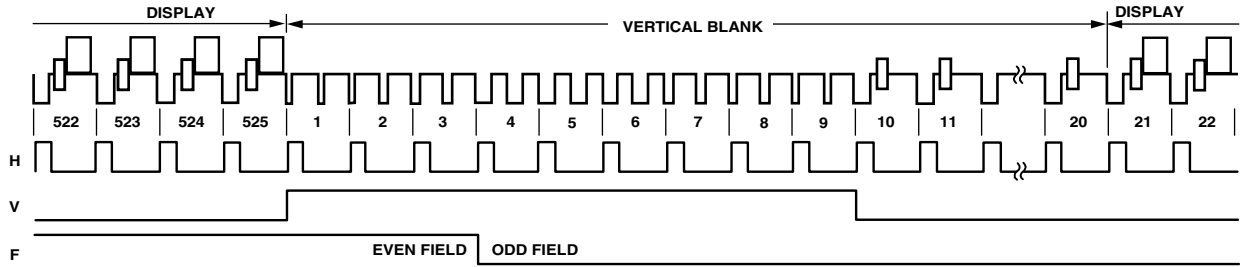 DISPLAY VERTICAL BLANK DISPLAY
522 523 524 525 1 2 3 4 5 6 7 8 9 10 11 20 21 22
H
V
F EVEN FIELD ODD FIELD